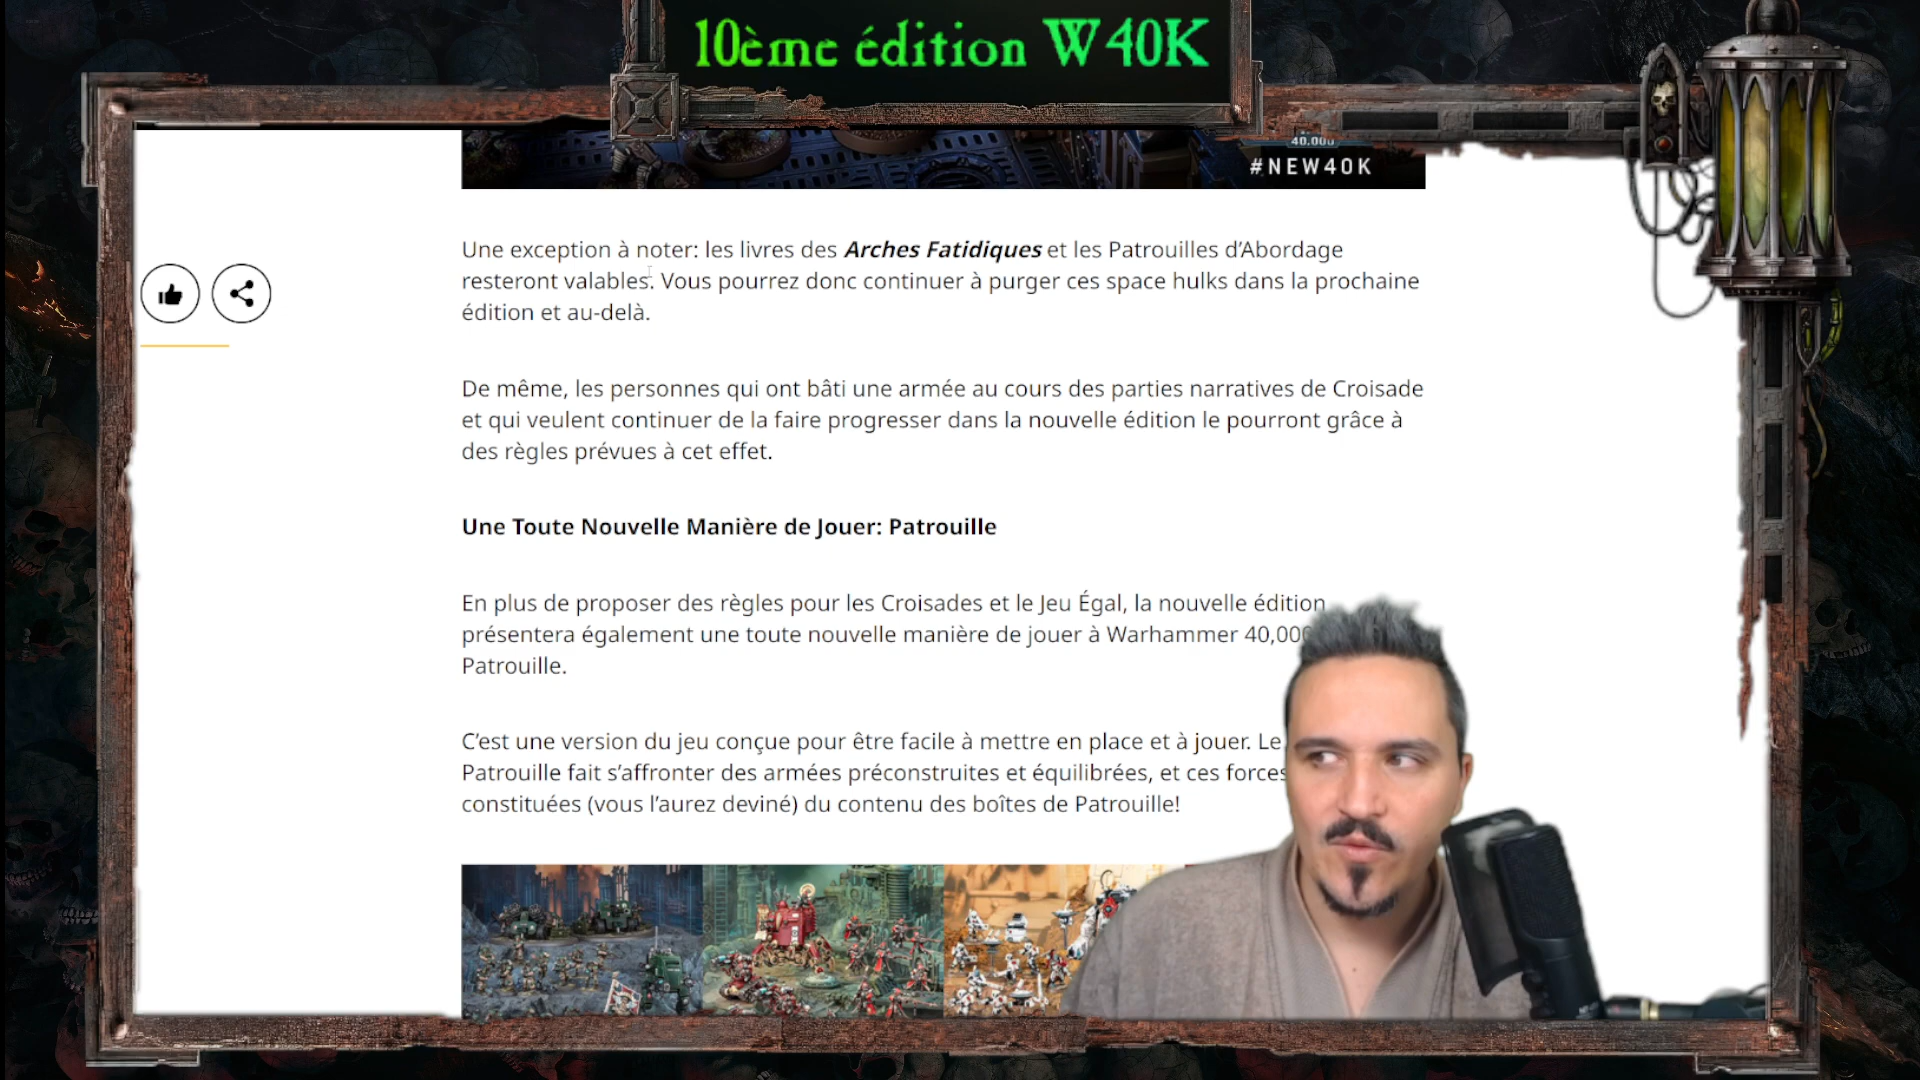 10ème édition W40K
40.000
#NEW40K
Une exception à noter: les livres des Arches Fatidiques et les Patrouilles d’Abordage
resteront valables. Vous pourrez donc continuer à purger ces space hulks dans la prochaine
édition et au-delà.
De même, les personnes qui ont bâti une armée au cours des parties narratives de Croisade
et qui veulent continuer de la faire progresser dans la nouvelle édition le pourront grâce à
des règles prévues à cet effet.
Une Toute Nouvelle Manière de Jouer: Patrouille
En plus de proposer des règles pour les Croisades et le Jeu Égal, la nouvelle édition
présentera également une toute nouvelle manière de jouer à Warhammer 40,000
Patrouille.
C’est une version du jeu conçue pour être facile à mettre en place et à jouer. Le
Patrouille fait s’affronter des armées préconstruites et équilibrées, et ces forces
constituées (vous l’aurez deviné) du contenu des boîtes de Patrouille!